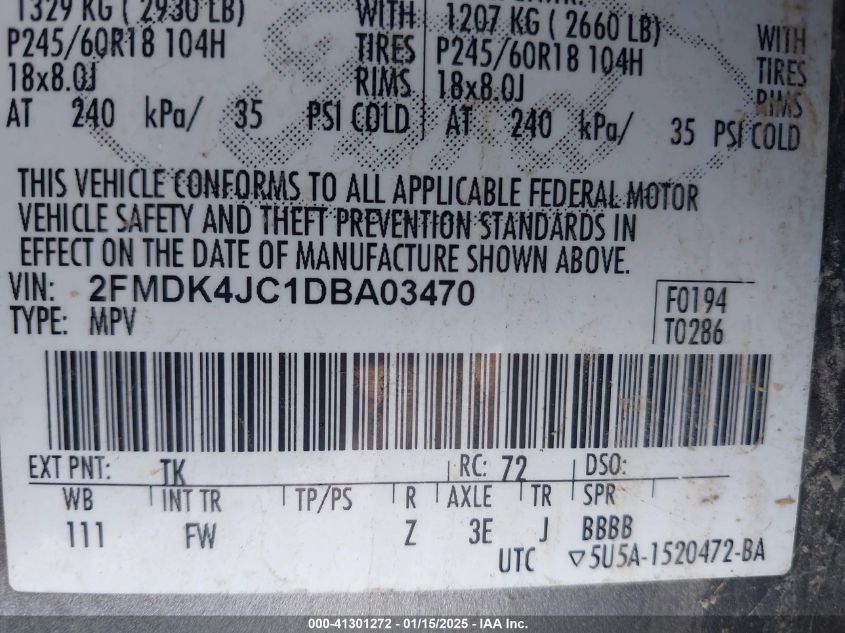 1329 KG ( 2930 LB) WITH 1207 KG ( 2660 LB) WITH
P245/60R18 104H TIRES P245/60R18 104H TIRES
18x8.0J RIMS 18x8.0J RIMS
AT 240 kPa/ 35 PSI COLD AT 240 kPa/ 35 PSI COLD
THIS VEHICLE CONFORMS TO ALL APPLICABLE FEDERAL MOTOR
VEHICLE SAFETY AND THEFT PREVENTION STANDARDS IN
EFFECT ON THE DATE OF MANUFACTURE SHOWN ABOVE.
VIN: 2FMDK4JC1DBA03470 F0194
TYPE: MPV T0286
EXT PNT: TK RC: 72 DSO:
WB INT TR TP/PS R AXLE TR SPR
111 FW Z 3E J BBBB
UTC ▽5U5A-1520472-BA
000-41301272 - 01/15/2025 - IAA Inc.